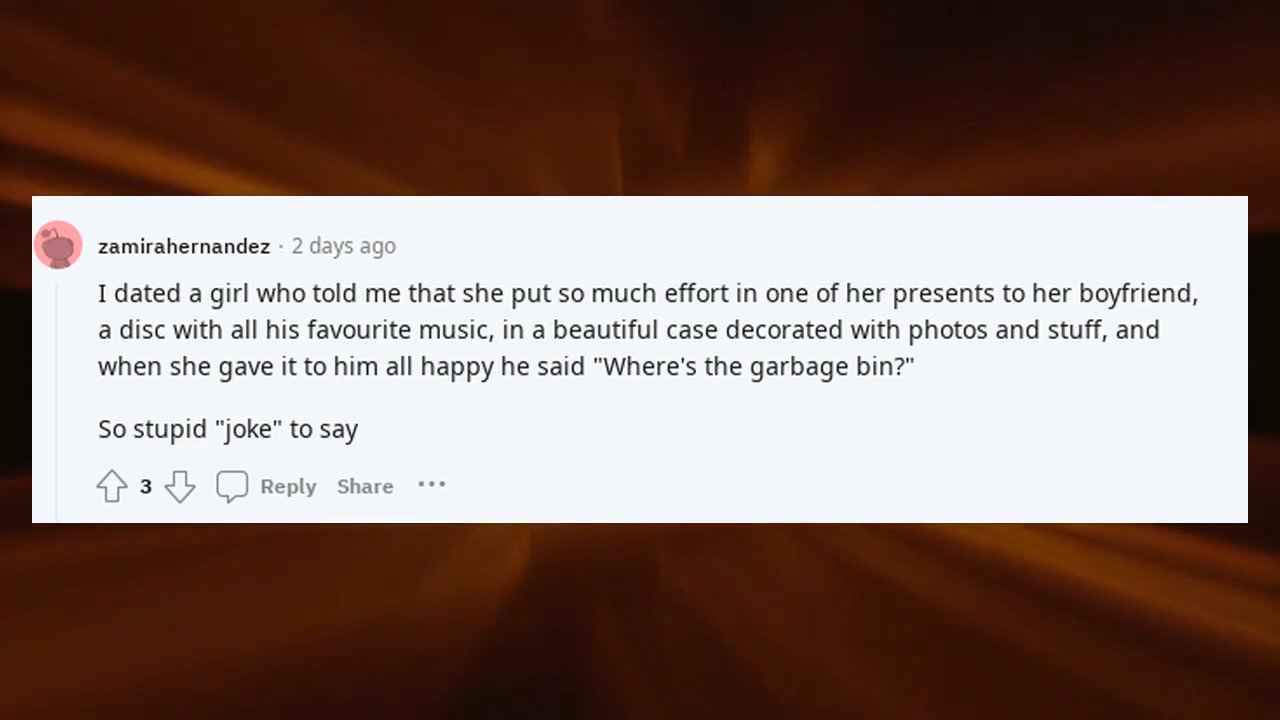 zamirahernandez · 2 days ago
I dated a girl who told me that she put so much effort in one of her presents to her boyfriend,
a disc with all his favourite music, in a beautiful case decorated with photos and stuff, and
when she gave it to him all happy he said "Where's the garbage bin?"
So stupid "joke" to say
3 Reply Share ···